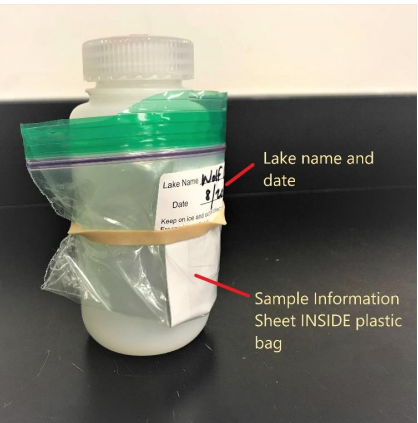 Lake name and
date
Lake Name Wolf
Date 8/20
Keep on ice and
Sample Information
Sheet INSIDE plastic
bag